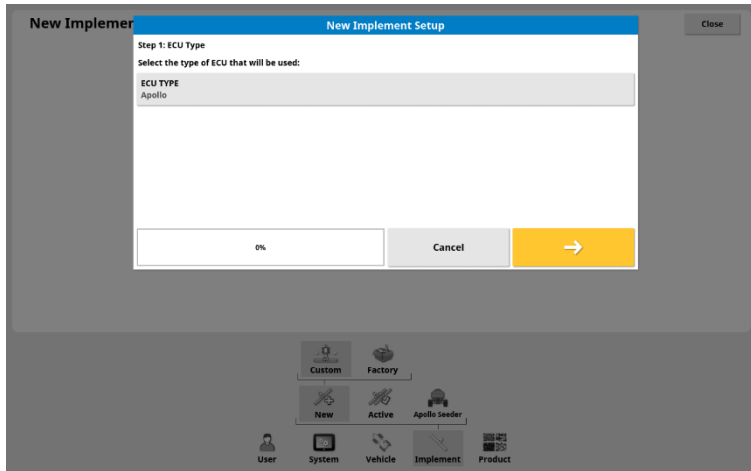 New Implemen
New Implement Setup
Close
Step 1: ECU Type
Select the type of ECU that will be used:
ECU TYPE
Apollo
0%
Cancel
Custom
Factory
New
Active
Apollo Seeder
User
System
Vehicle
Implement
Product